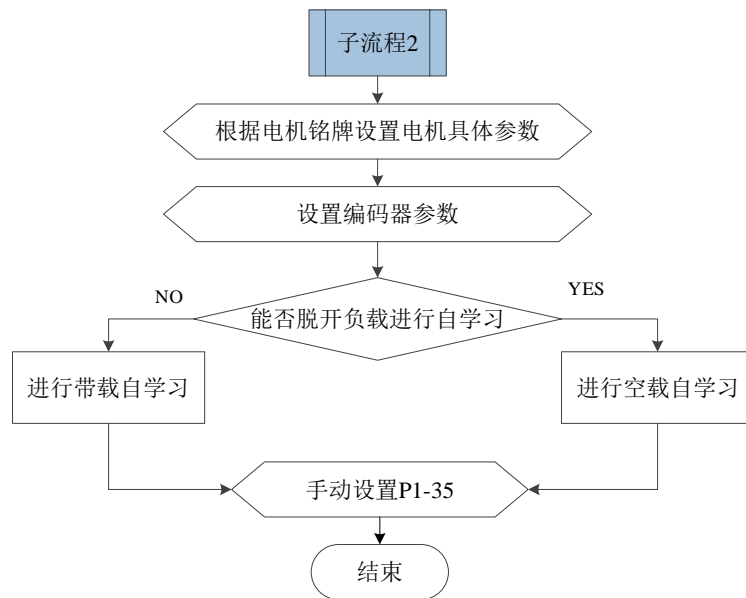 子流程2
根据电机铭牌设置电机具体参数
设置编码器参数
NO
YES
能否脱开负载进行自学习
进行带载自学习
进行空载自学习
手动设置P1-35
结束